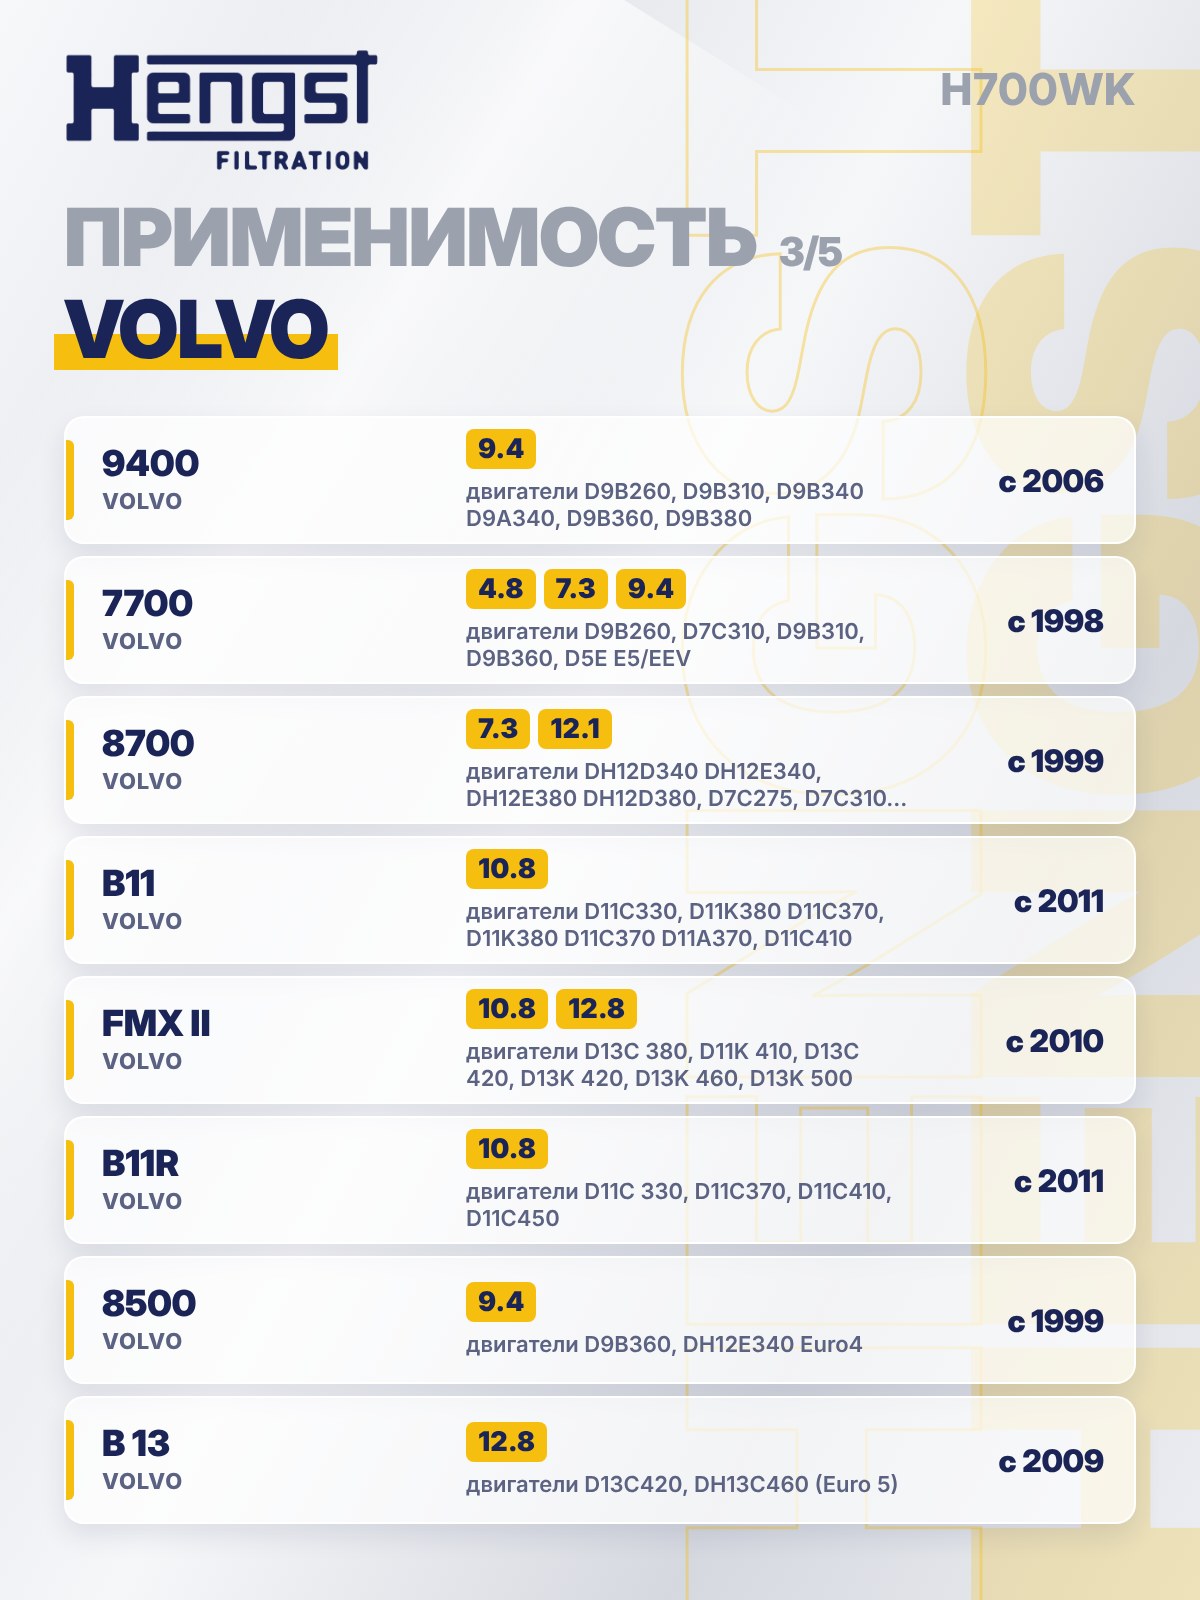 Hengst
FILTRATION
H700WK
ПРИМЕНИМОСТЬ 3/5
VOLVO
9400
VOLVO
9.4
двигатели D9B260, D9B310, D9B340
D9A340, D9B360, D9B380
с 2006
7700
VOLVO
4.8 7.3 9.4
двигатели D9B260, D7C310, D9B310,
D9B360, D5E E5/EEV
с 1998
8700
VOLVO
7.3 12.1
двигатели DH12D340 DH12E340,
DH12E380 DH12D380, D7C275, D7C310...
с 1999
B11
VOLVO
10.8
двигатели D11C330, D11K380 D11C370,
D11K380 D11C370 D11A370, D11C410
с 2011
FMX II
VOLVO
10.8 12.8
двигатели D13C 380, D11K 410, D13C
420, D13K 420, D13K 460, D13K 500
с 2010
B11R
VOLVO
10.8
двигатели D11C 330, D11C370, D11C410,
D11C450
с 2011
8500
VOLVO
9.4
двигатели D9B360, DH12E340 Euro4
с 1999
B 13
VOLVO
12.8
двигатели D13C420, DH13C460 (Euro 5)
с 2009
HENGST
HENGST